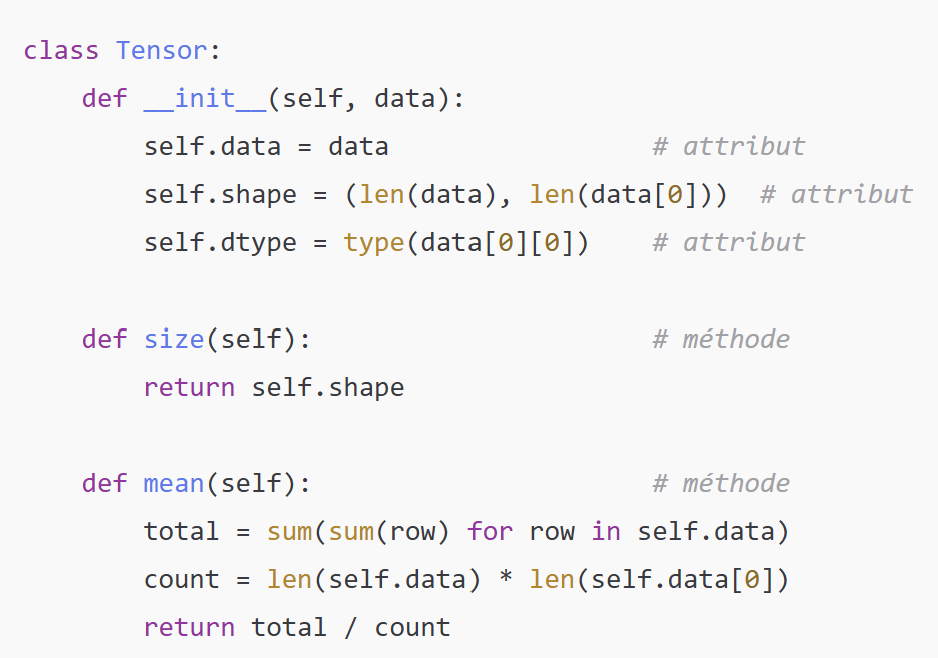 class Tensor:
    def __init__(self, data):
        self.data = data                 # attribut
        self.shape = (len(data), len(data[0]))  # attribut
        self.dtype = type(data[0][0])    # attribut

    def size(self):                      # méthode
        return self.shape

    def mean(self):                      # méthode
        total = sum(sum(row) for row in self.data)
        count = len(self.data) * len(self.data[0])
        return total / count